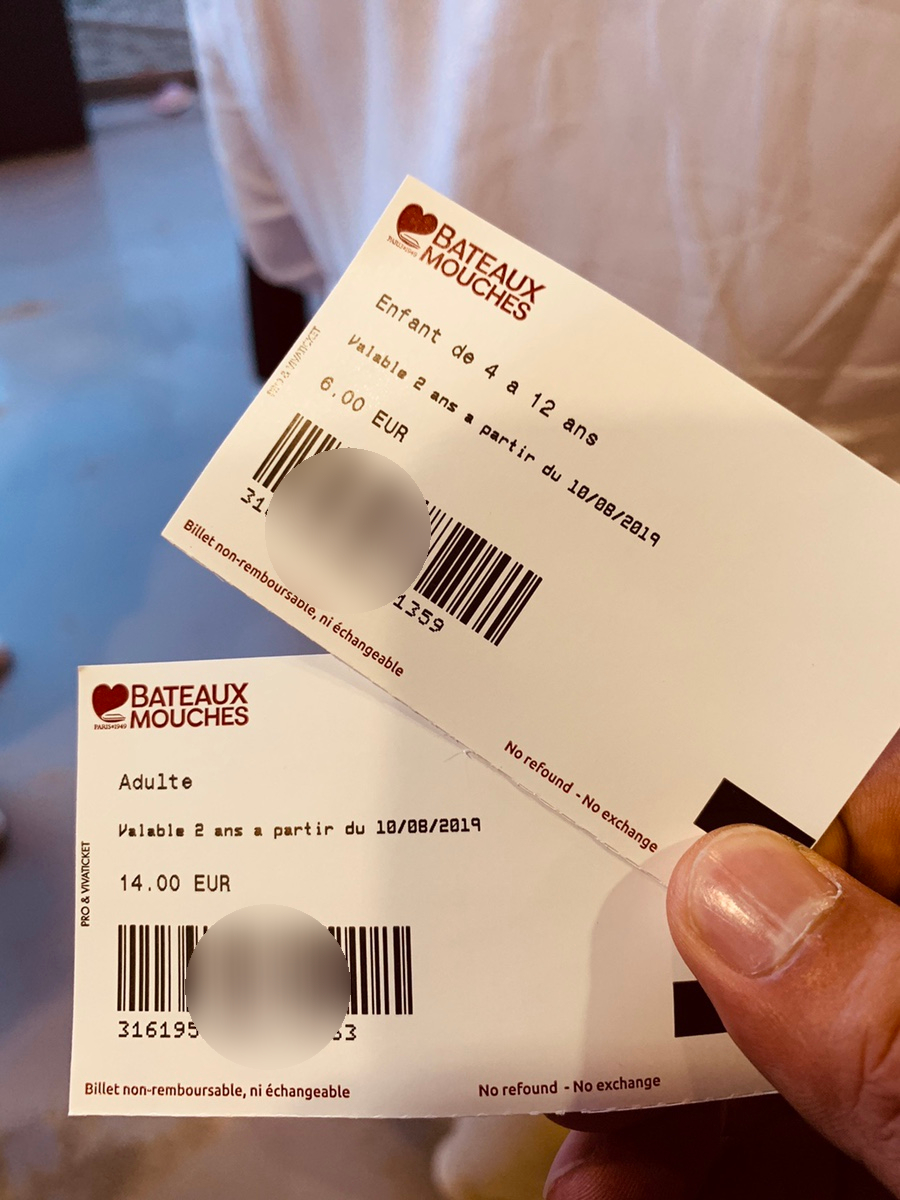 BATEAUX
MOUCHES
PARIS•1949
Enfant de 4 a 12 ans
Valable 2 ans a partir du 10/08/2019
6.00 EUR
31
1359
PRO & VIVATICKET
Billet non-remboursable, ni échangeable
No refound - No exchange
BATEAUX
MOUCHES
PARIS•1949
Adulte
Valable 2 ans a partir du 10/08/2019
14.00 EUR
316195
53
PRO & VIVATICKET
Billet non-remboursable, ni échangeable
No refound - No exchange